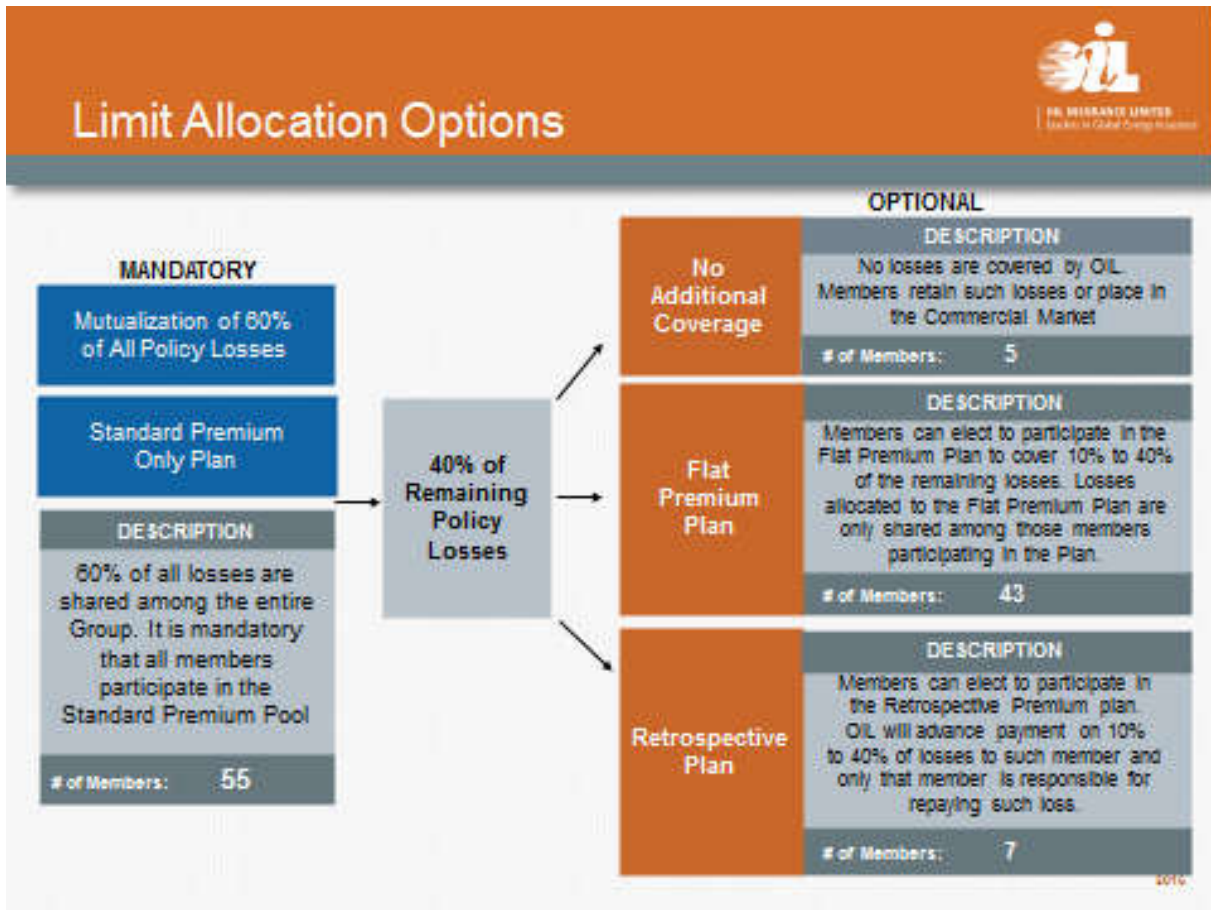 OIL
OIL INSURANCE LIMITED
Leaders in Global Energy Insurance
Limit Allocation Options
MANDATORY
Mutualization of 60%
of All Policy Losses
Standard Premium
Only Plan
DESCRIPTION
60% of all losses are
shared among the entire
Group. It is mandatory
that all members
participate in the
Standard Premium Pool
# of Members: 55
40% of
Remaining
Policy
Losses
OPTIONAL
No
Additional
Coverage
DESCRIPTION
No losses are covered by OIL.
Members retain such losses or place in
the Commercial Market
# of Members: 5
Flat
Premium
Plan
DESCRIPTION
Members can elect to participate in the
Flat Premium Plan to cover 10% to 40%
of the remaining losses. Losses
allocated to the Flat Premium Plan are
only shared among those members
participating in the Plan.
# of Members: 43
Retrospective
Plan
DESCRIPTION
Members can elect to participate in
the Retrospective Premium plan.
OIL will advance payment on 10%
to 40% of losses to such member and
only that member is responsible for
repaying such loss.
# of Members: 7